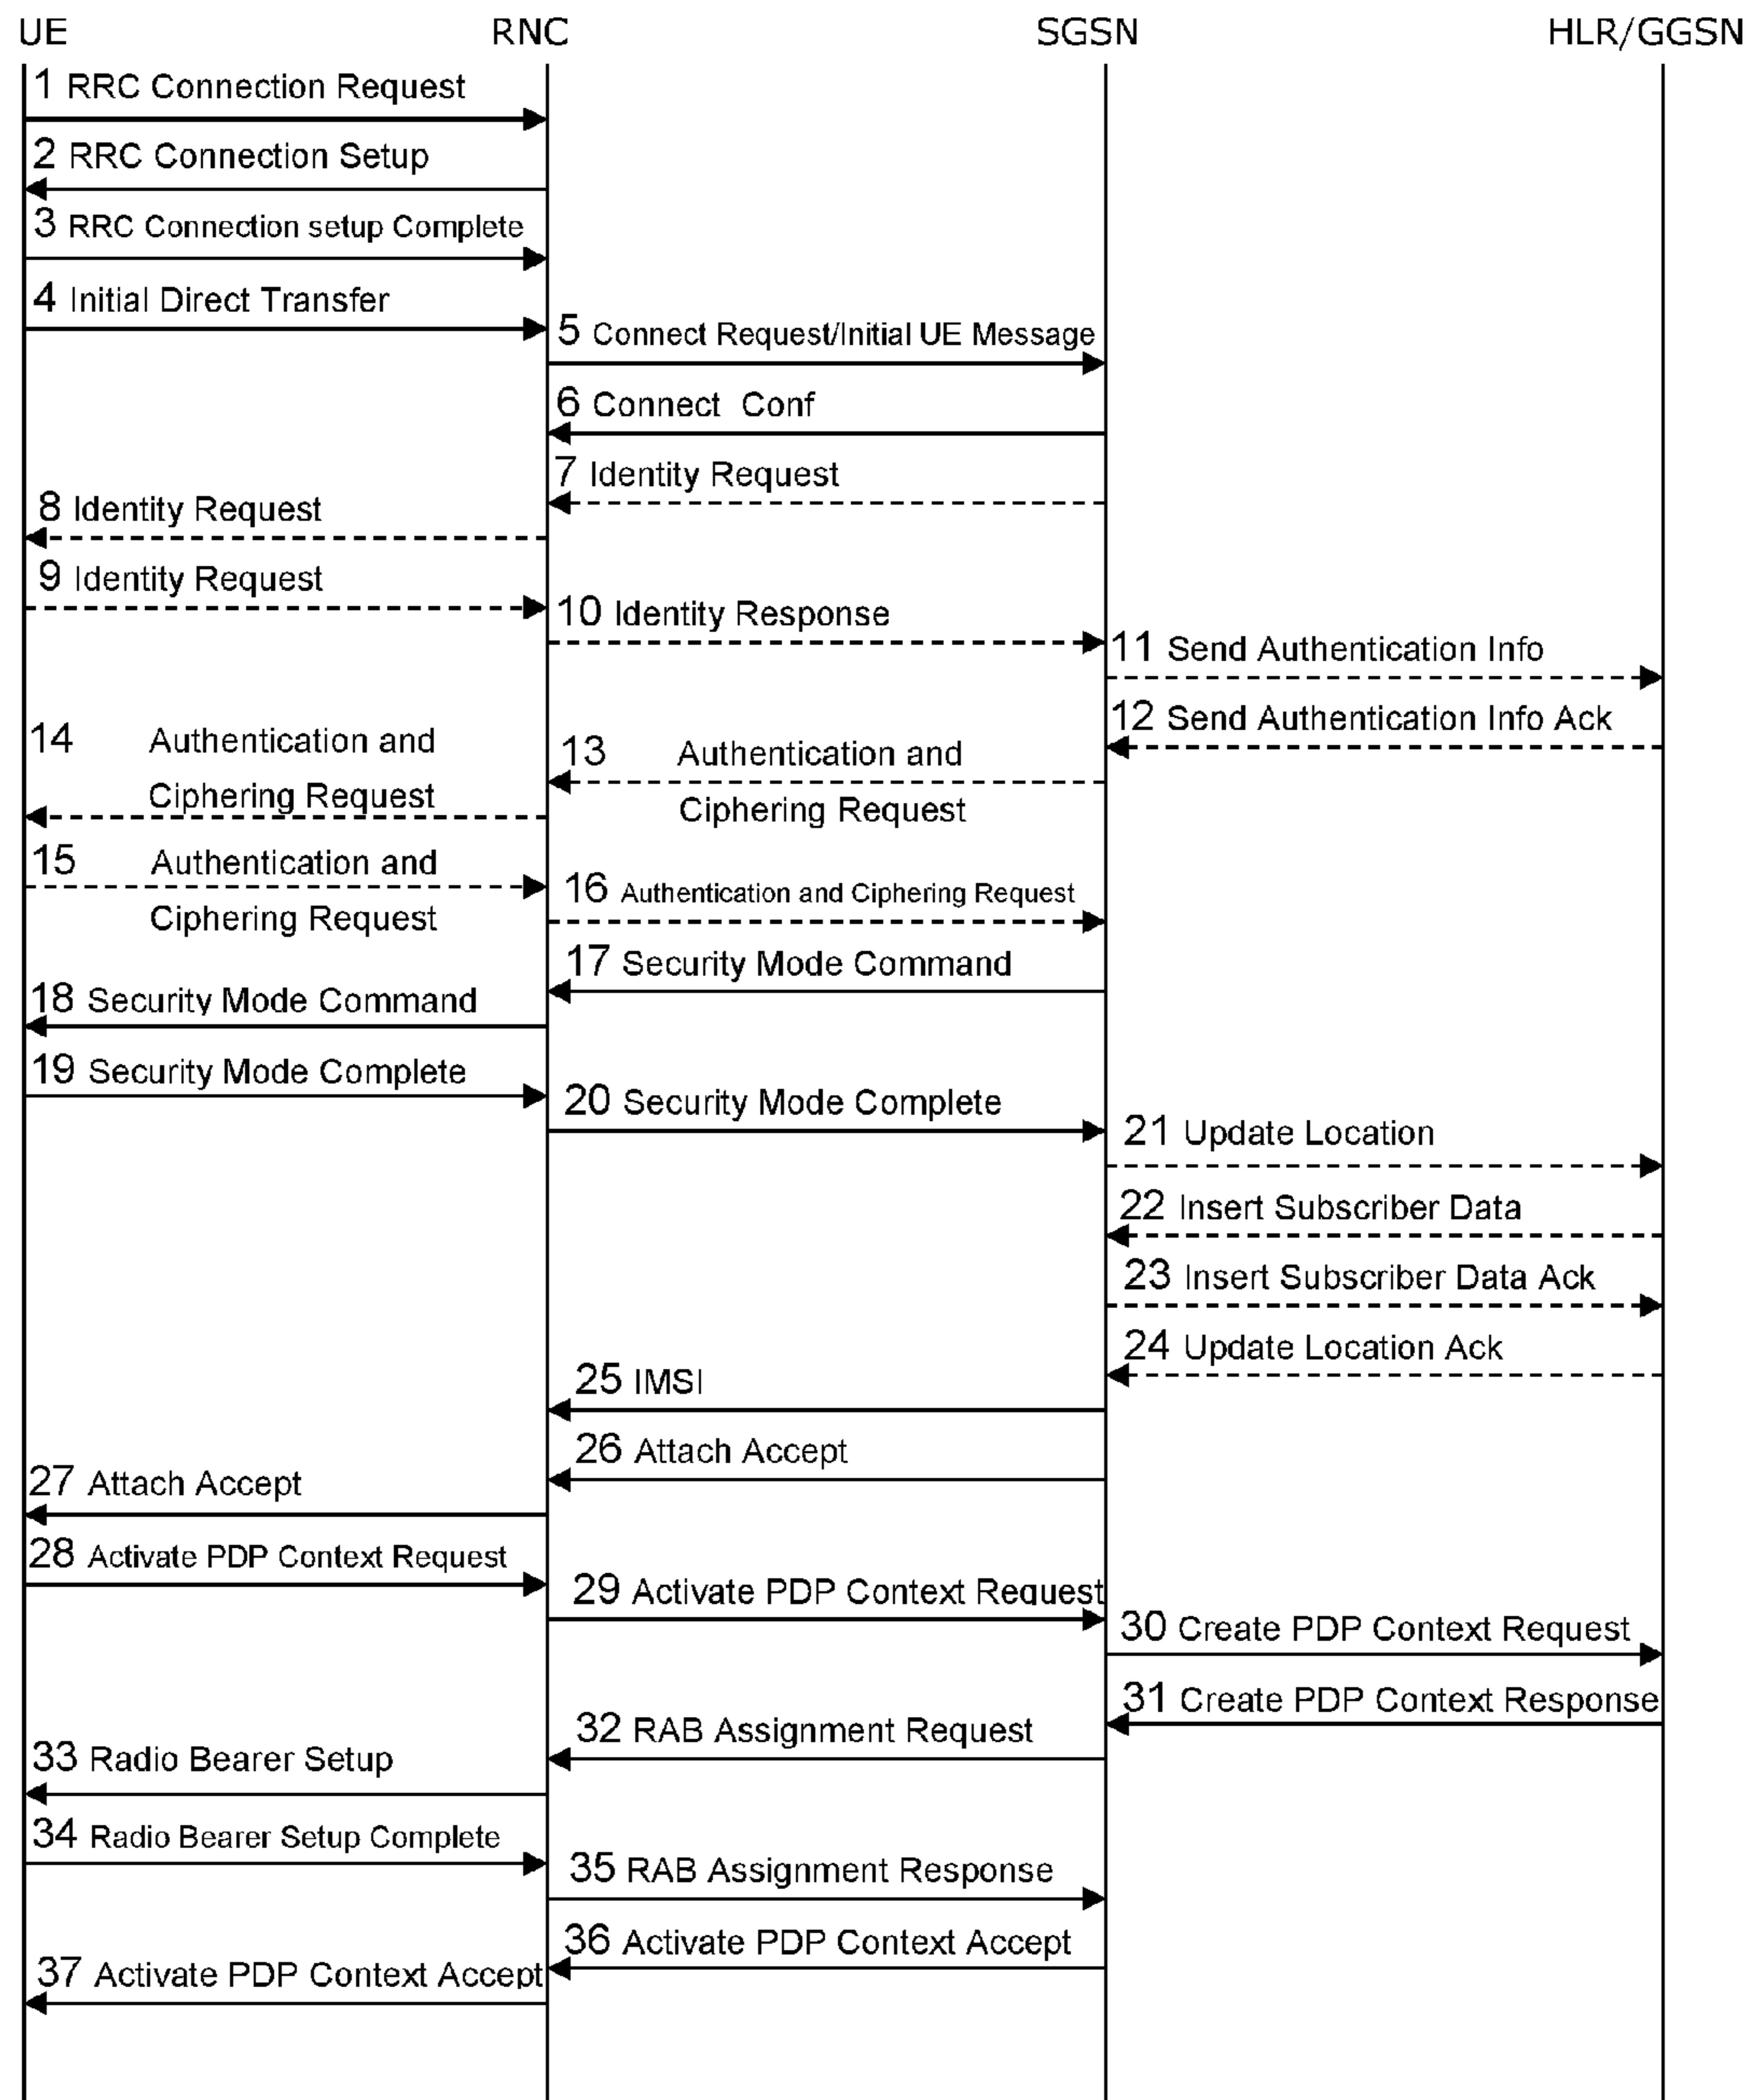 UE RNC SGSN HLR/GGSN
1 RRC Connection Request
2 RRC Connection Setup
3 RRC Connection setup Complete
4 Initial Direct Transfer
5 Connect Request/Initial UE Message
6 Connect Conf
7 Identity Request
8 Identity Request
9 Identity Request
10 Identity Response
11 Send Authentication Info
12 Send Authentication Info Ack
13 Authentication and
Ciphering Request
14 Authentication and
Ciphering Request
15 Authentication and
Ciphering Request
16 Authentication and Ciphering Request
17 Security Mode Command
18 Security Mode Command
19 Security Mode Complete
20 Security Mode Complete
21 Update Location
22 Insert Subscriber Data
23 Insert Subscriber Data Ack
24 Update Location Ack
25 IMSI
26 Attach Accept
27 Attach Accept
28 Activate PDP Context Request
29 Activate PDP Context Request
30 Create PDP Context Request
31 Create PDP Context Response
32 RAB Assignment Request
33 Radio Bearer Setup
34 Radio Bearer Setup Complete
35 RAB Assignment Response
36 Activate PDP Context Accept
37 Activate PDP Context Accept